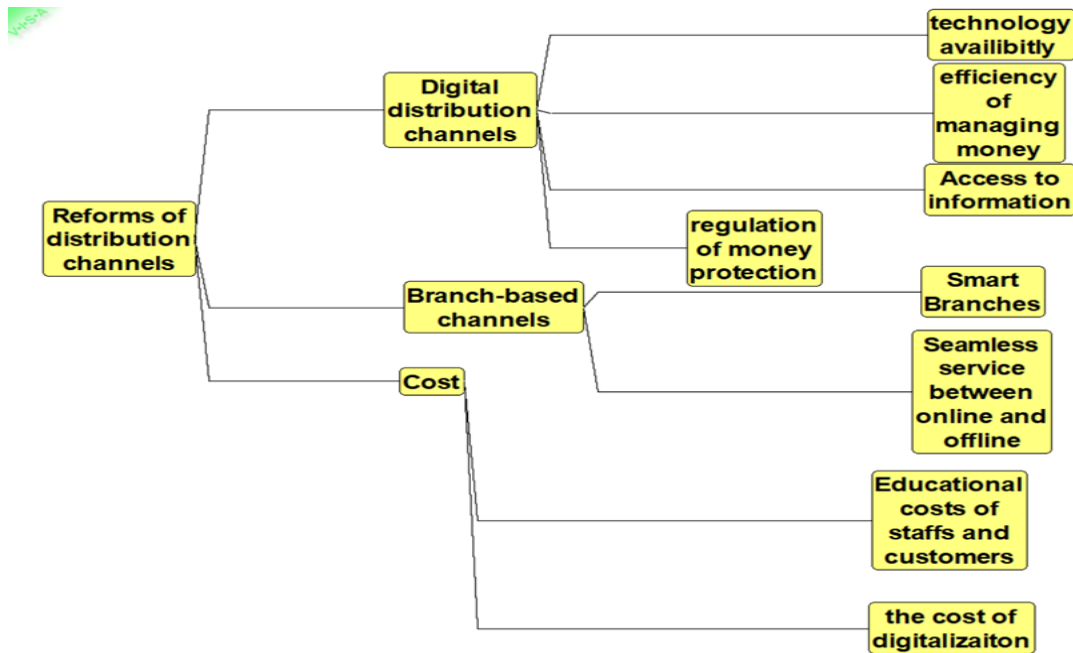 V•I•S•A
Reforms of
distribution
channels
Digital
distribution
channels
technology
availibitly
efficiency
of
managing
money
Access to
information
regulation
of money
protection
Branch-based
channels
Smart
Branches
Seamless
service
between
online and
offline
Cost
Educational
costs of
staffs and
customers
the cost of
digitalizaiton